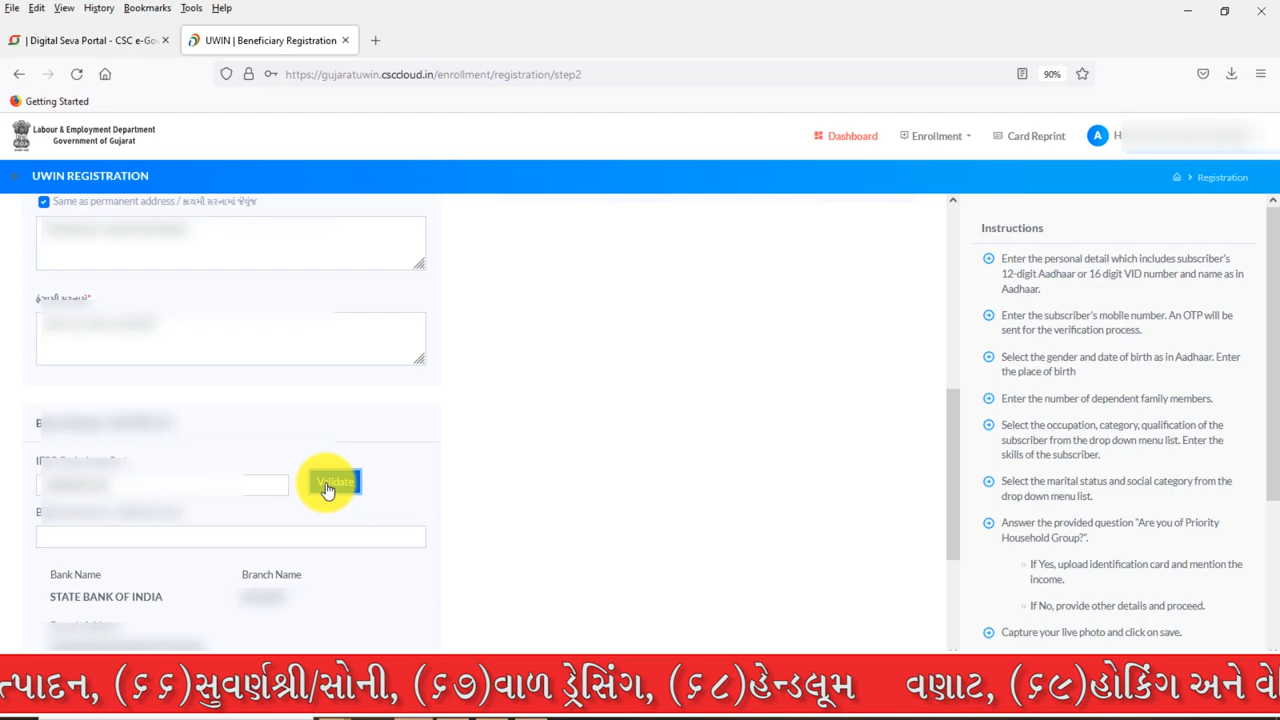 File Edit View History Bookmarks Tools Help
| Digital Seva Portal - CSC e-Gov
UWIN | Beneficiary Registration
https://gujaratuwin.csccloud.in/enrollment/registration/step2
90%
Getting Started
Labour & Employment Department
Government of Gujarat
Dashboard
Enrollment
Card Reprint
A H
UWIN REGISTRATION
Registration
Same as permanent address / કાયમી સરનામાં જેવુંજ
Validate
Bank Name
Branch Name
STATE BANK OF INDIA
Instructions
Enter the personal detail which includes subscriber's
12-digit Aadhaar or 16 digit VID number and name as in
Aadhaar.
Enter the subscriber's mobile number. An OTP will be
sent for the verification process.
Select the gender and date of birth as in Aadhaar. Enter
the place of birth
Enter the number of dependent family members.
Select the occupation, category, qualification of the
subscriber from the drop down menu list. Enter the
skills of the subscriber.
Select the marital status and social category from the
drop down menu list.
Answer the provided question "Are you of Priority
Household Group?".
If Yes, upload identification card and mention the
income.
If No, provide other details and proceed.
Capture your live photo and click on save.
ત્પાદન, (૬૬)સુવર્ણશ્રી/સોની, (૬૭)વાળ ડ્રેસિંગ, (૬૮)હેન્ડલૂમ વણાટ, (૬૯)હોકિંગ અને વે